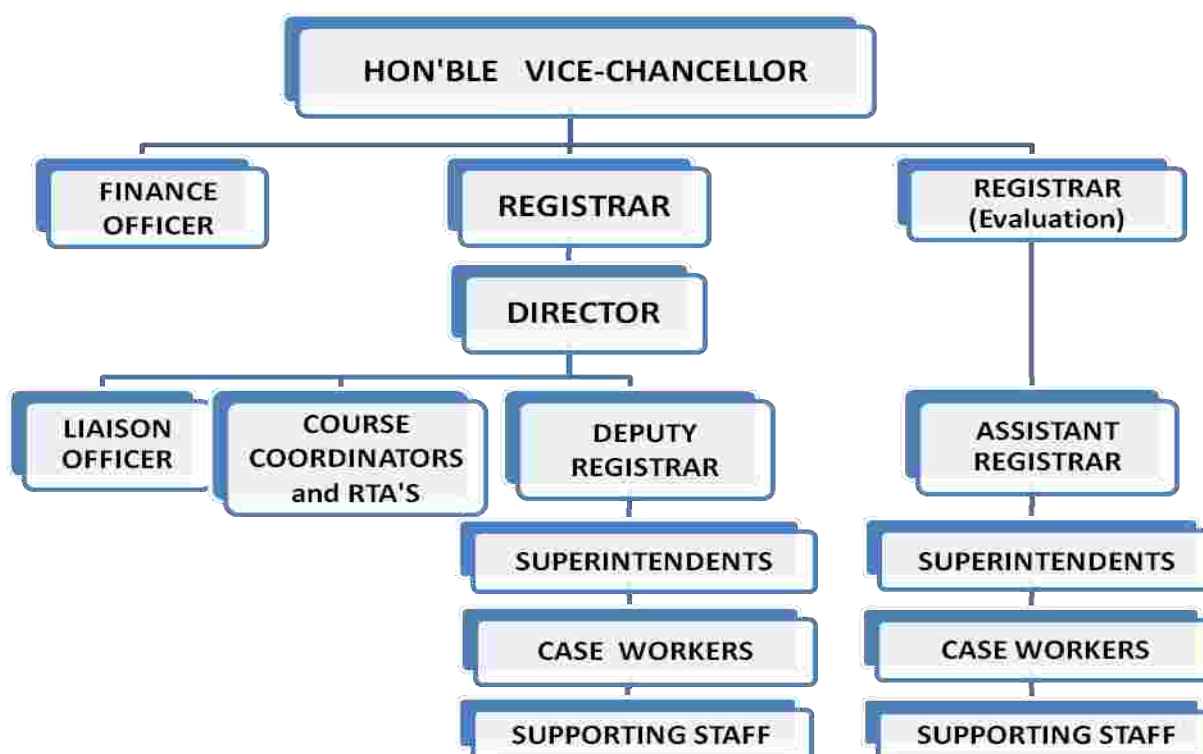 HON'BLE VICE-CHANCELLOR
FINANCE
OFFICER
REGISTRAR
REGISTRAR
(Evaluation)
DIRECTOR
LIAISON
OFFICER
COURSE
COORDINATORS
and RTA'S
DEPUTY
REGISTRAR
ASSISTANT
REGISTRAR
SUPERINTENDENTS
SUPERINTENDENTS
CASE WORKERS
CASE WORKERS
SUPPORTING STAFF
SUPPORTING STAFF